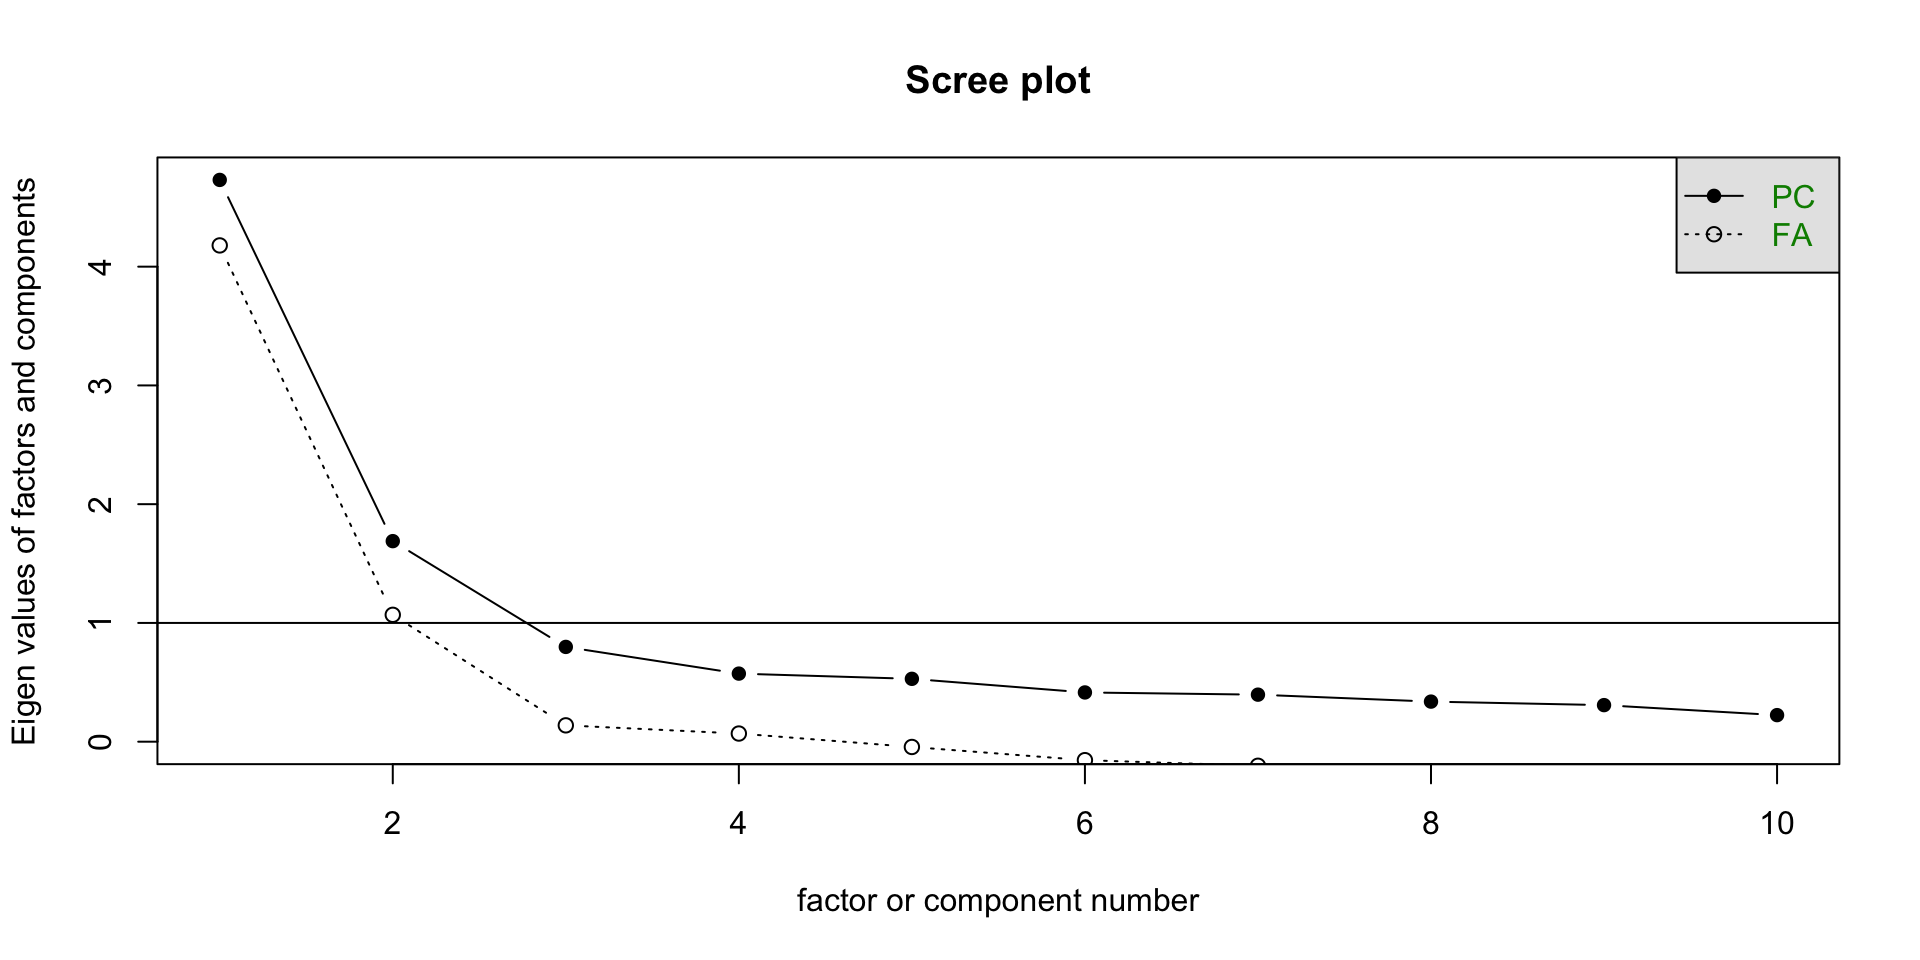 Scree plot
PC
FA
Eigen values of factors and components
4
3
2
1
0
2
4
6
8
10
factor or component number